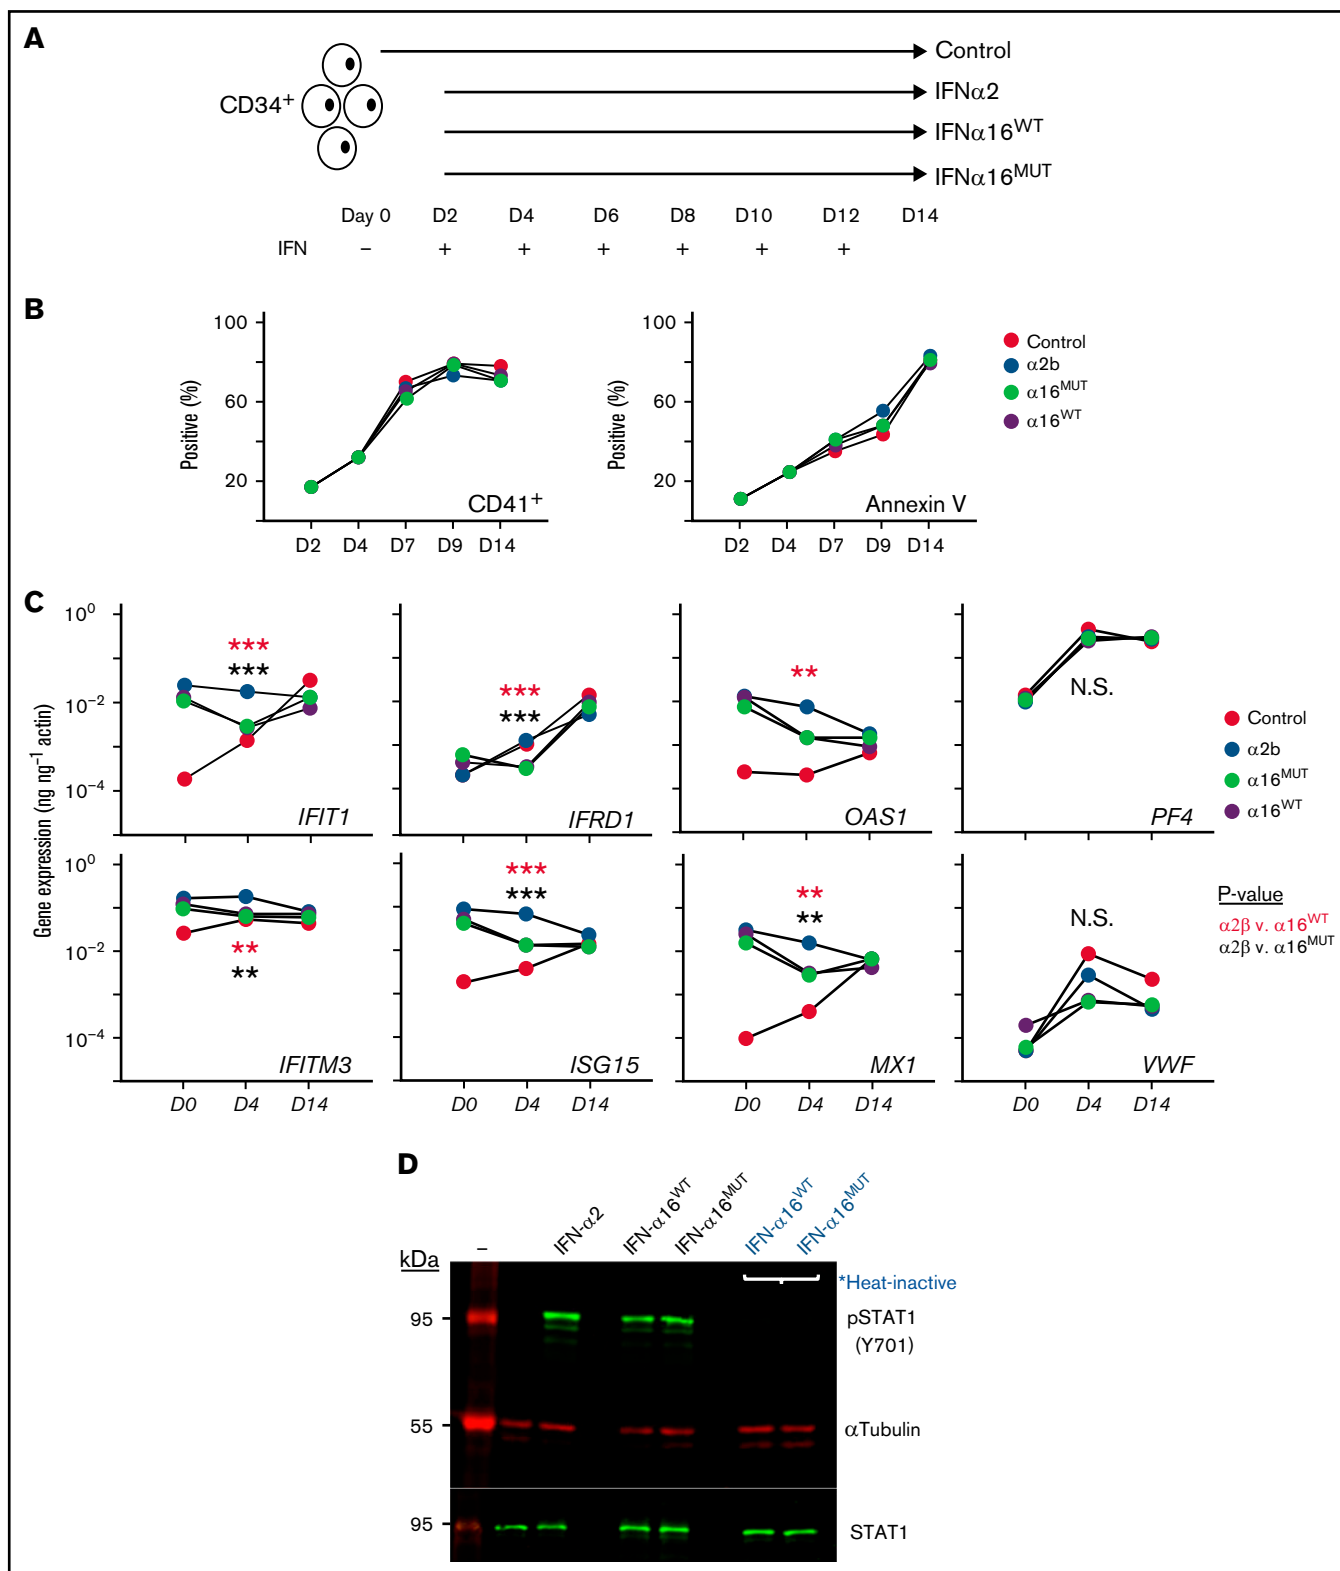 A
CD34+
Control
IFNα2
IFNα16WT
IFNα16MUT
Day 0 D2 D4 D6 D8 D10 D12 D14
IFN – + + + + + +
B
100
60
20
Positive (%)
CD41+
D2 D4 D7 D9 D14
100
60
20
Positive (%)
Annexin V
D2 D4 D7 D9 D14
Control
α2b
α16MUT
α16WT
C
Gene expression (ng ng−1 actin)
100
10−2
10−4
***
***
IFIT1
***
***
IFRD1
**
OAS1
N.S.
PF4
Control
α2b
α16MUT
α16WT
100
10−2
10−4
**
**
IFITM3
***
***
ISG15
**
**
MX1
N.S.
VWF
P-value
α2β v. α16WT
α2β v. α16MUT
D0 D4 D14
D0 D4 D14
D0 D4 D14
D0 D4 D14
D
kDa
–
IFN-α2
IFN-α16WT
IFN-α16MUT
IFN-α16WT
IFN-α16MUT
*Heat-inactive
95
pSTAT1
(Y701)
55
αTubulin
95
STAT1